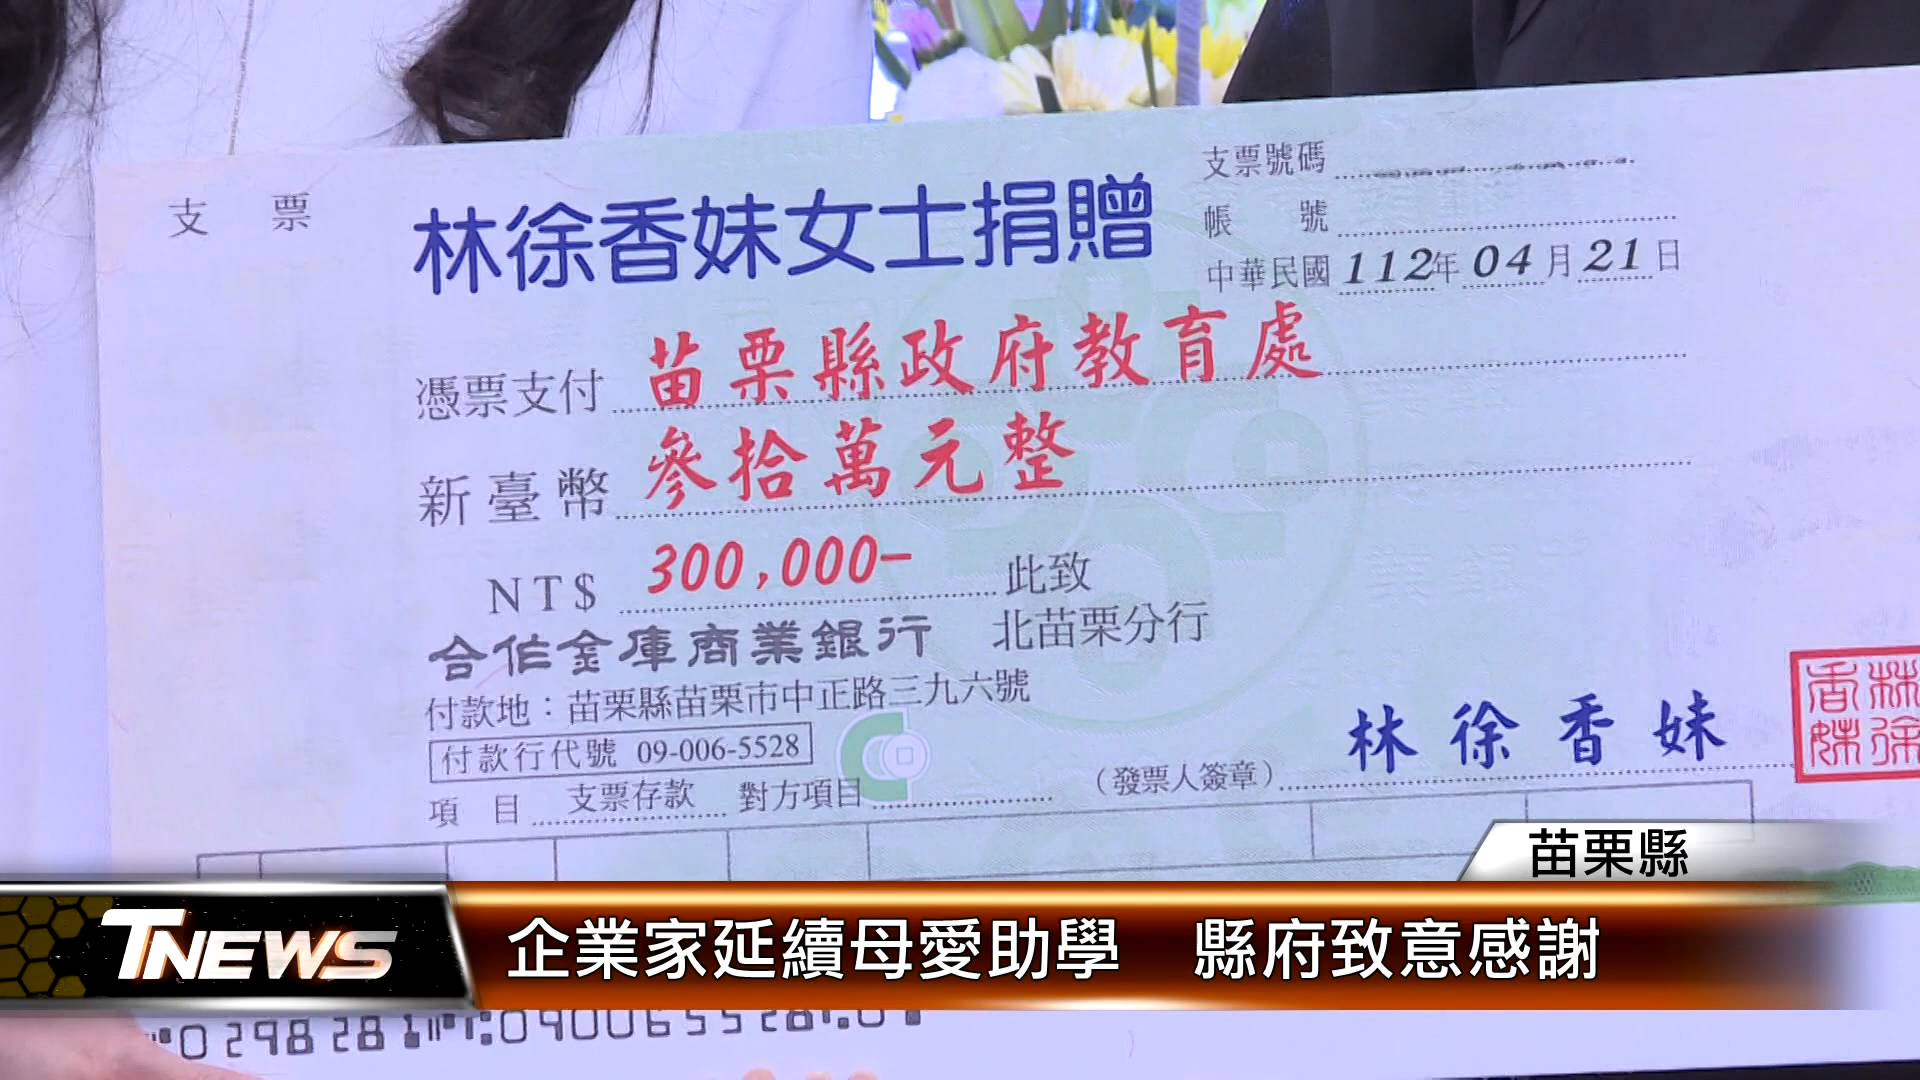 支 票
林徐香妹女士捐贈
支票號碼
帳 號
中華民國 112年 04月 21日
憑票支付 苗栗縣政府教育處
新臺幣 參拾萬元整
NT$ 300,000- 此致
合作金庫商業銀行 北苗栗分行
付款地：苗栗縣苗栗市中正路三九六號
付款行代號 09-006-5528
項 目 支票存款 對方項目
（發票人簽章） 林徐香妹
林徐香妹
苗栗縣
TNEWS
企業家延續母愛助學 縣府致意感謝